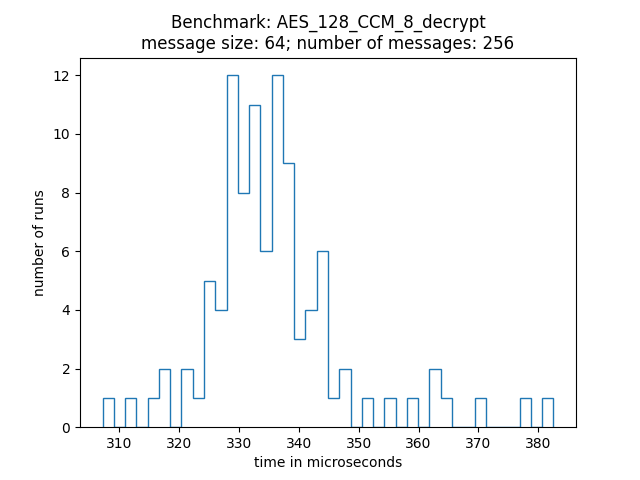 Benchmark: AES_128_CCM_8_decrypt
message size: 64; number of messages: 256
12
10
8
6
4
2
0
number of runs
310 320 330 340 350 360 370 380
time in microseconds